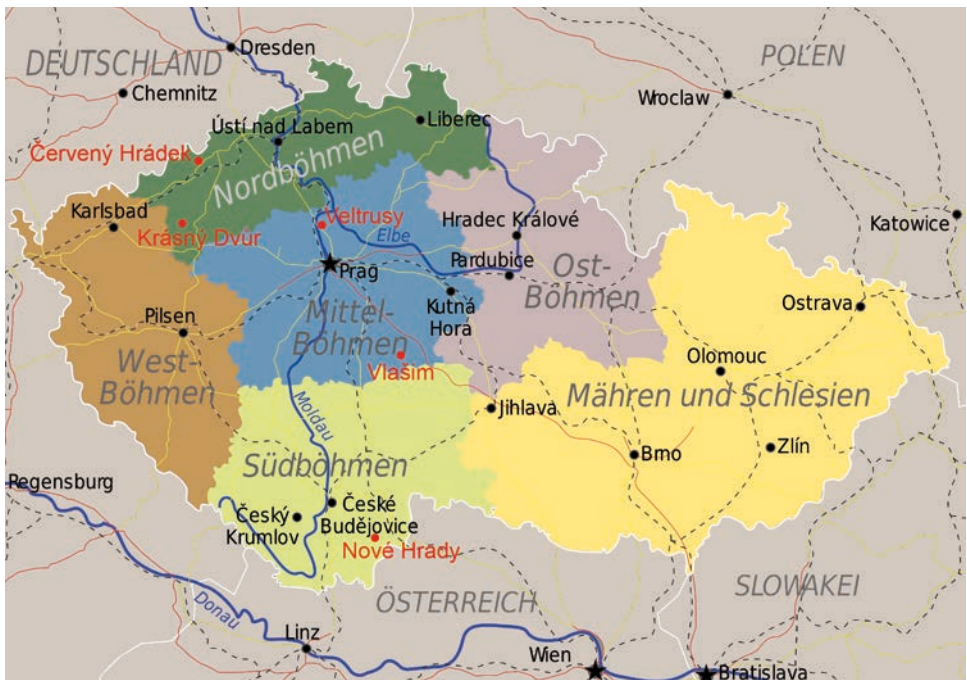 Dresden
DEUTSCHLAND
POLEN
Chemnitz
Wroclaw
Liberec
Ústí nad Labem
Červený Hrádek
Nordböhmen
Karlsbad
Krásný Dvůr
Veltrusy
Elbe
Hradec Králové
Katowice
Prag
Pardubice
Ost-
Böhmen
Kutná
Hora
Ostrava
Pilsen
Mittel-
Böhmen
West-
Böhmen
Vlašim
Olomouc
Mähren und Schlesien
Jihlava
Moldau
Brno
Zlín
Südböhmen
Regensburg
Český
Krumlov
České
Budějovice
Nové Hrady
ÖSTERREICH
SLOWAKEI
Donau
Linz
Wien
Bratislava